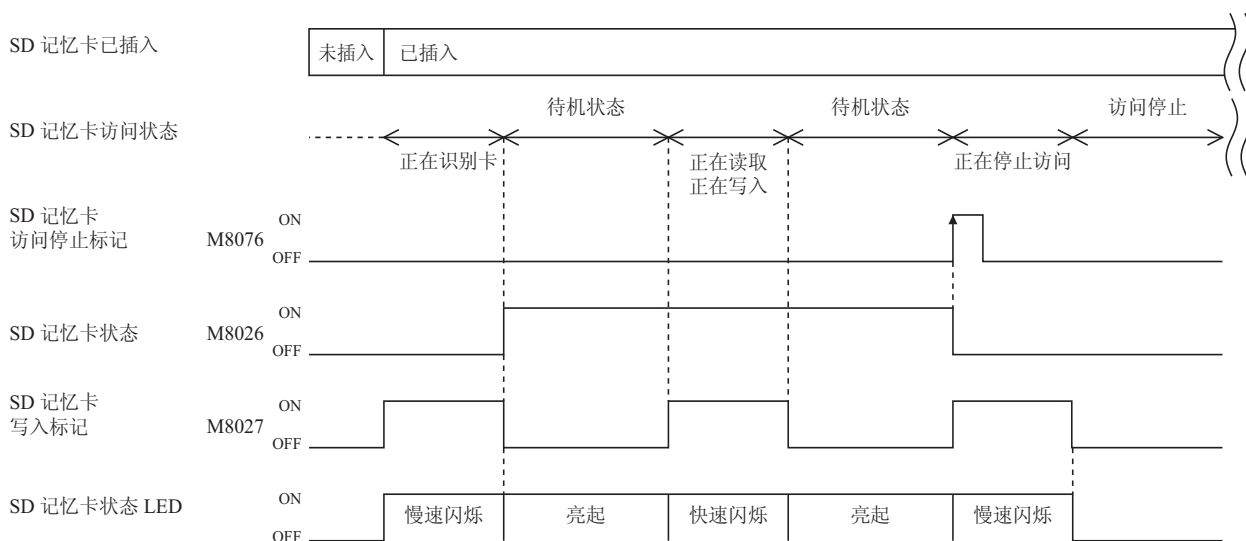 SD 记忆卡已插入
未插入
已插入
待机状态
待机状态
访问停止
SD 记忆卡访问状态
正在识别卡
正在读取
正在写入
正在停止访问
SD 记忆卡
访问停止标记
M8076
ON
OFF
SD 记忆卡状态
M8026
ON
OFF
SD 记忆卡
写入标记
M8027
ON
OFF
SD 记忆卡状态 LED
ON
OFF
慢速闪烁
亮起
快速闪烁
亮起
慢速闪烁